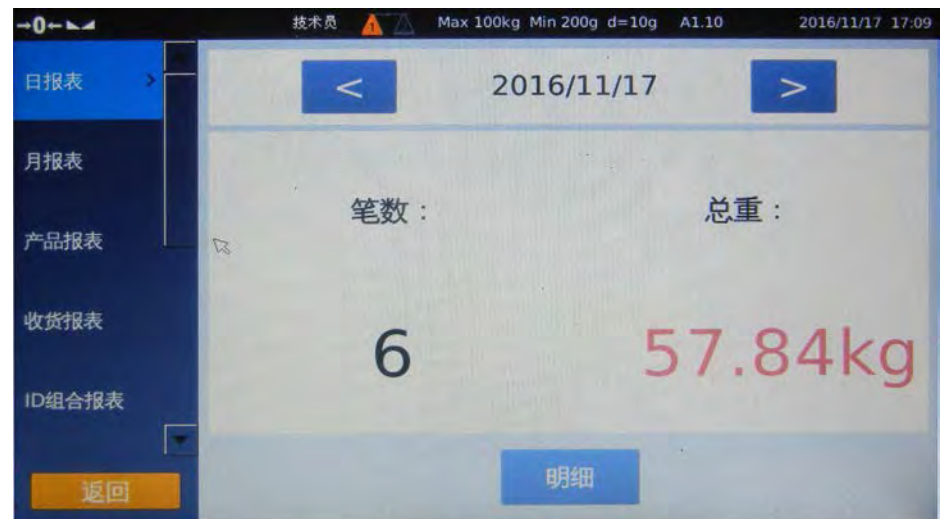 →0← 技术员 1 Max 100kg Min 200g d=10g A1.10 2016/11/17 17:09
日报表 >
月报表
产品报表
收货报表
ID组合报表
返回
< 2016/11/17 >
笔数： 总重：
6 57.84kg
明细